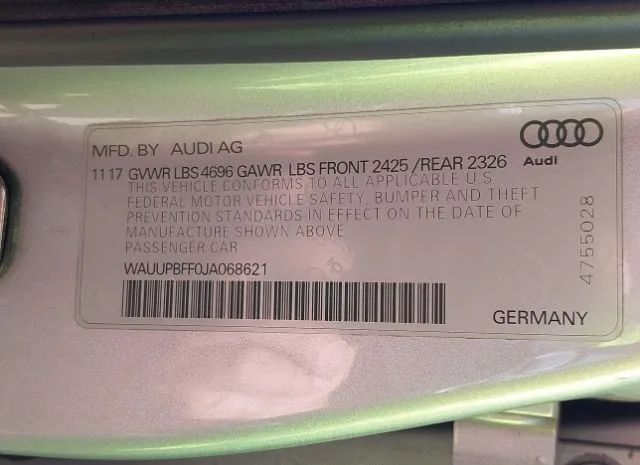 MFD. BY AUDI AG
Audi
11 17 GVWR LBS 4696 GAWR LBS FRONT 2425 / REAR 2326
THIS VEHICLE CONFORMS TO ALL APPLICABLE U.S.
FEDERAL MOTOR VEHICLE SAFETY, BUMPER AND THEFT
PREVENTION STANDARDS IN EFFECT ON THE DATE OF
MANUFACTURE SHOWN ABOVE
PASSENGER CAR
WAUUPBFF0JA068621
GERMANY
4755028